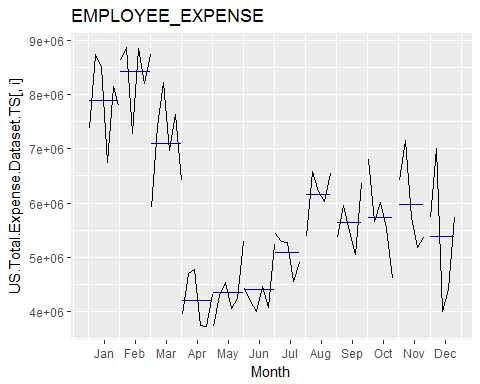 EMPLOYEE_EXPENSE
9e+06
8e+06
7e+06
6e+06
5e+06
4e+06
US.Total.Expense.Dataset.TS[, i]
Jan Feb Mar Apr May Jun Jul Aug Sep Oct Nov Dec
Month